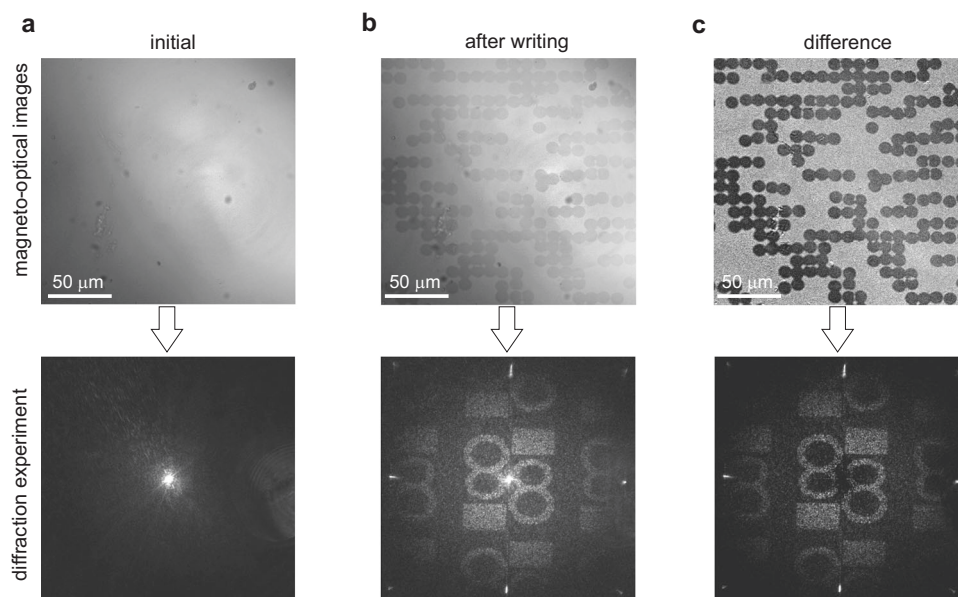 a
b
c
initial
after writing
difference
magneto-optical images
50 μm
50 μm
50 μm
diffraction experiment